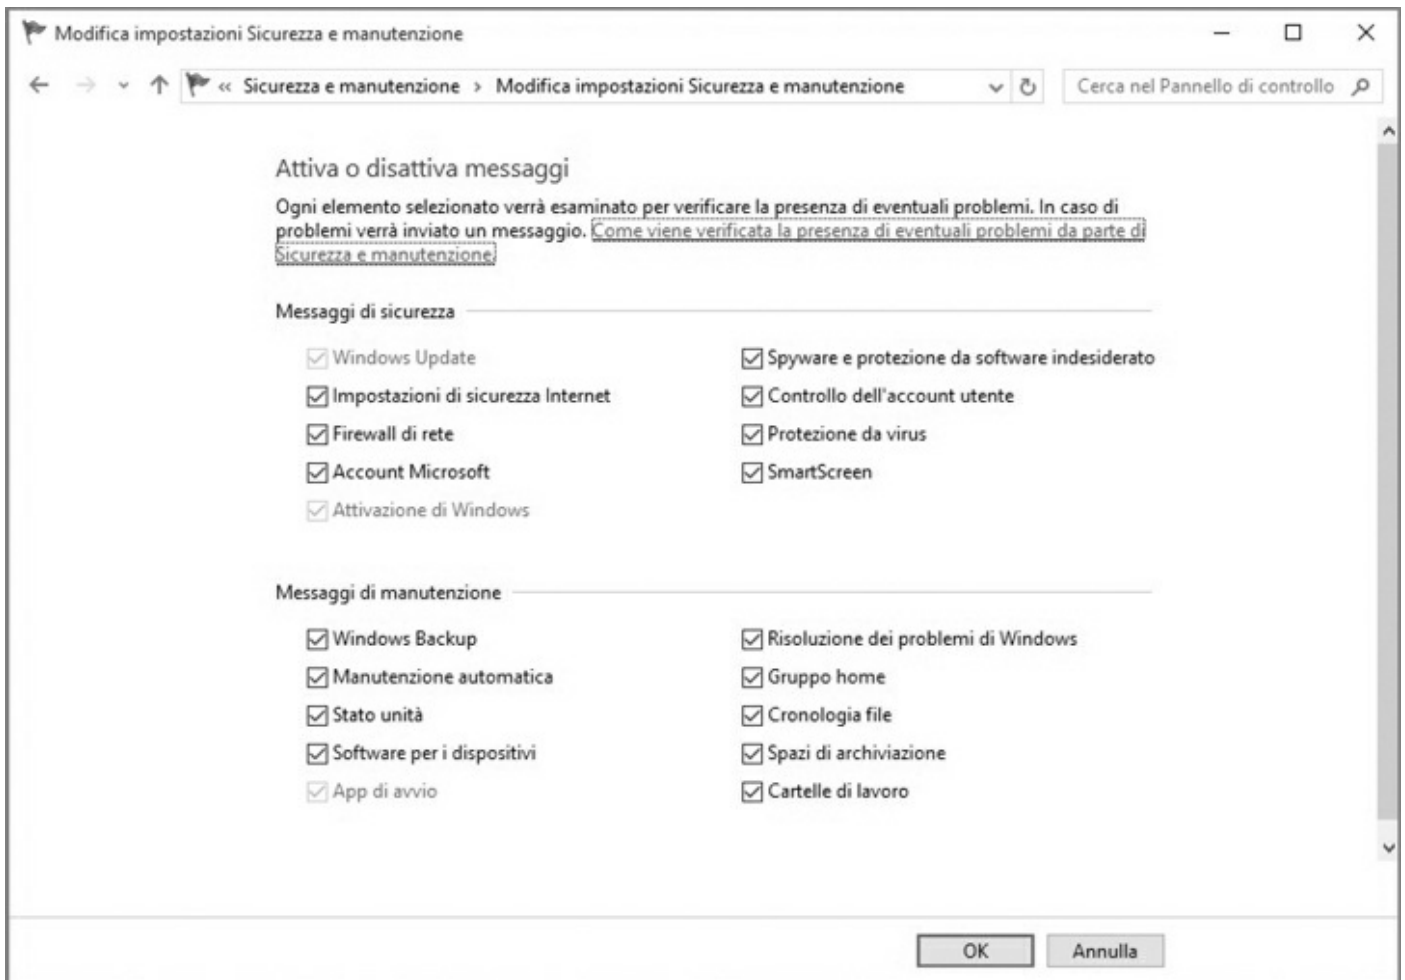 Modifica impostazioni Sicurezza e manutenzione
« Sicurezza e manutenzione > Modifica impostazioni Sicurezza e manutenzione
Cerca nel Pannello di controllo
Attiva o disattiva messaggi
Ogni elemento selezionato verrà esaminato per verificare la presenza di eventuali problemi. In caso di
problemi verrà inviato un messaggio. Come viene verificata la presenza di eventuali problemi da parte di
Sicurezza e manutenzione.
Messaggi di sicurezza
Windows Update
Spyware e protezione da software indesiderato
Impostazioni di sicurezza Internet
Controllo dell'account utente
Firewall di rete
Protezione da virus
Account Microsoft
SmartScreen
Attivazione di Windows
Messaggi di manutenzione
Windows Backup
Risoluzione dei problemi di Windows
Manutenzione automatica
Gruppo home
Stato unità
Cronologia file
Software per i dispositivi
Spazi di archiviazione
App di avvio
Cartelle di lavoro
OK
Annulla